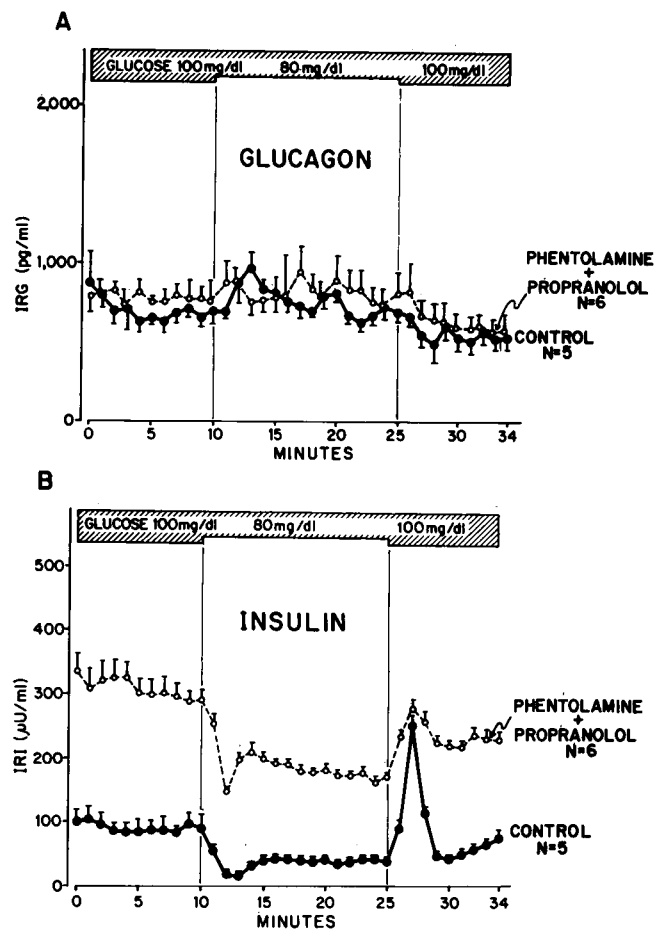 A
GLUCOSE 100mg/dl 80 mg/dl 100mg/dl
2,000
GLUCAGON
IRG (pg/ml)
1,000
PHENTOLAMINE
+
PROPRANOLOL
N=6
CONTROL
N=5
0
0 5 10 15 20 25 30 34
MINUTES
B
GLUCOSE 100mg/dl 80mg/dl 100mg/dl
500
INSULIN
400
IRI (μU/ml)
300
PHENTOLAMINE
+
PROPRANOLOL
N=6
200
100
CONTROL
N=5
0
0 5 10 15 20 25 30 34
MINUTES